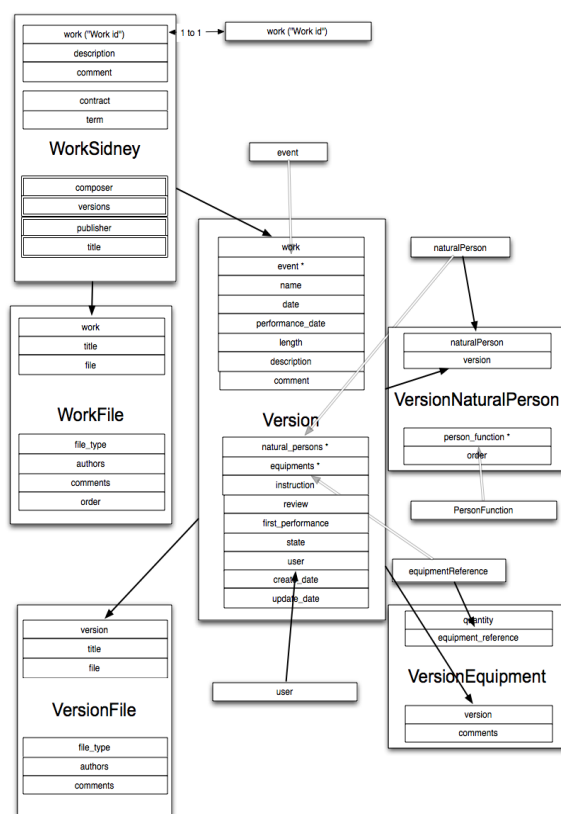 work ("Work id")
1 to 1
work ("Work id")
description
comment
contract
term
WorkSidney
composer
versions
publisher
title
event
work
event *
name
date
performance_date
length
description
comment
Version
natural_persons *
equipments *
instruction
review
first_performance
state
user
create_date
update_date
naturalPerson
naturalPerson
version
VersionNaturalPerson
person_function *
order
PersonFunction
work
title
file
WorkFile
file_type
authors
comments
order
equipmentReference
quantity
equipment_reference
VersionEquipment
version
comments
version
title
file
VersionFile
file_type
authors
comments
user